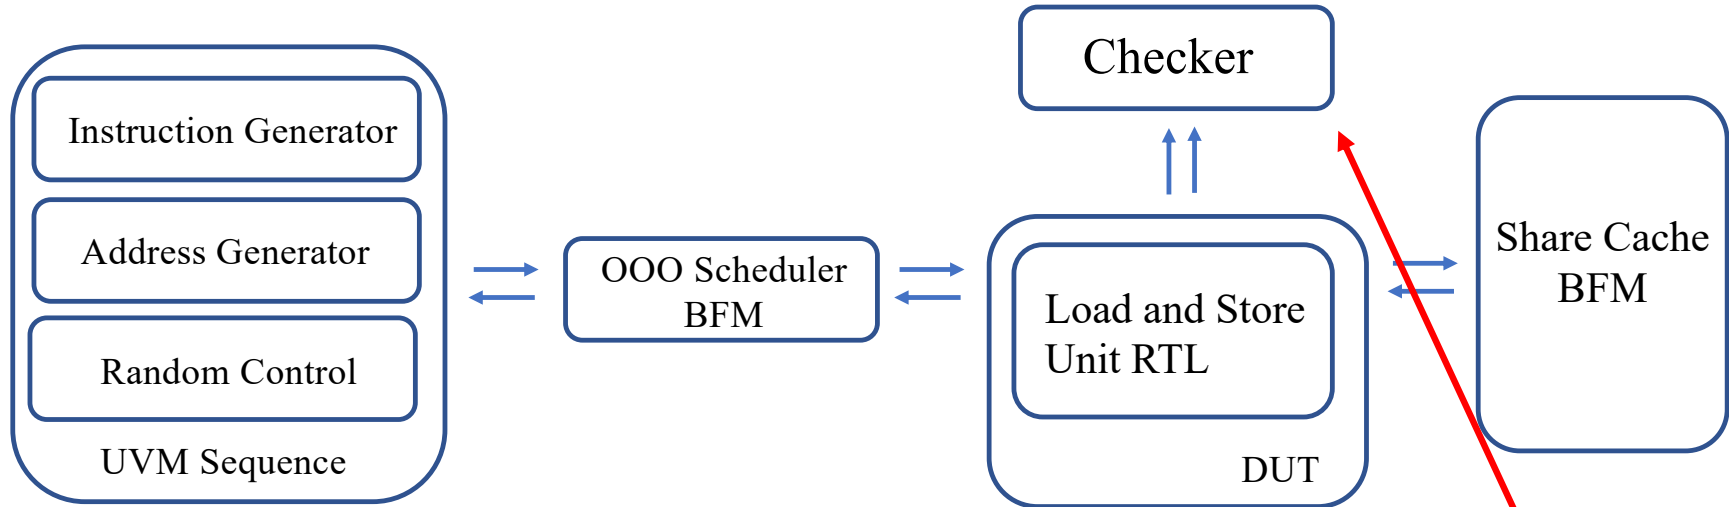 Checker
Instruction Generator
Address Generator
Random Control
UVM Sequence
OOO Scheduler
BFM
Load and Store
Unit RTL
DUT
Share Cache
BFM